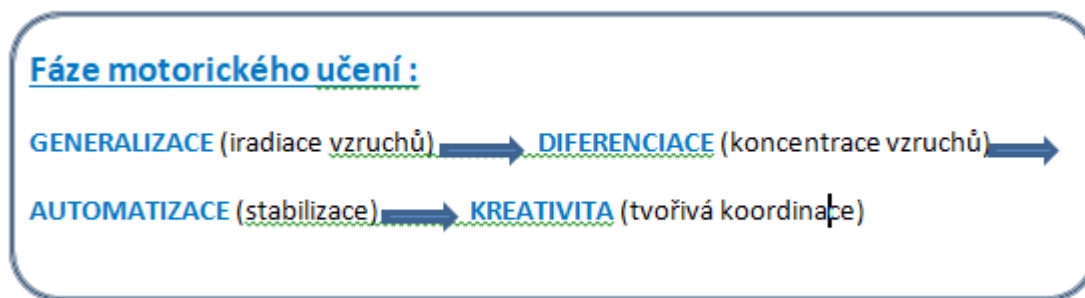 Fáze motorického učení :
GENERALIZACE (iradiace vzruchů) DIFERENCIACE (koncentrace vzruchů)
AUTOMATIZACE (stabilizace) KREATIVITA (tvořivá koordinace)